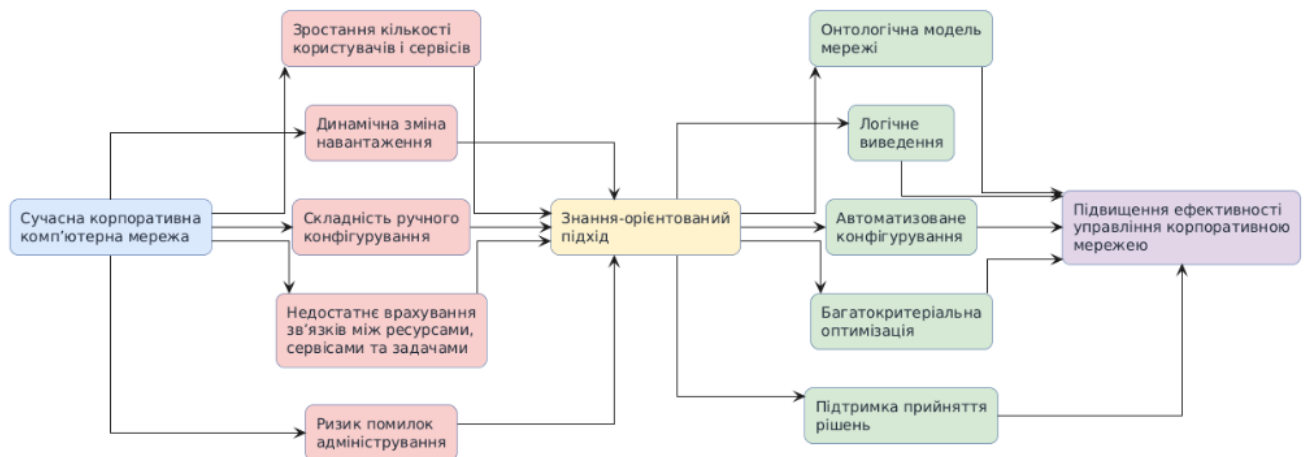 Сучасна корпоративна
комп’ютерна мережа
Зростання кількості
користувачів і сервісів
Динамічна зміна
навантаження
Складність ручного
конфігурування
Недостатнє врахування
зв’язків між ресурсами,
сервісами та задачами
Ризик помилок
адміністрування
Знання-орієнтований
підхід
Онтологічна модель
мережі
Логічне
виведення
Автоматизоване
конфігурування
Багатокритеріальна
оптимізація
Підтримка прийняття
рішень
Підвищення ефективності
управління корпоративною
мережею